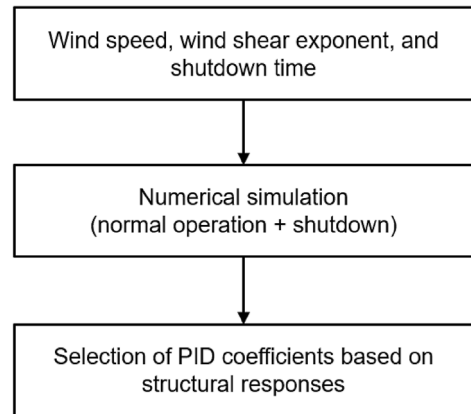 Wind speed, wind shear exponent, and
shutdown time
Numerical simulation
(normal operation + shutdown)
Selection of PID coefficients based on
structural responses